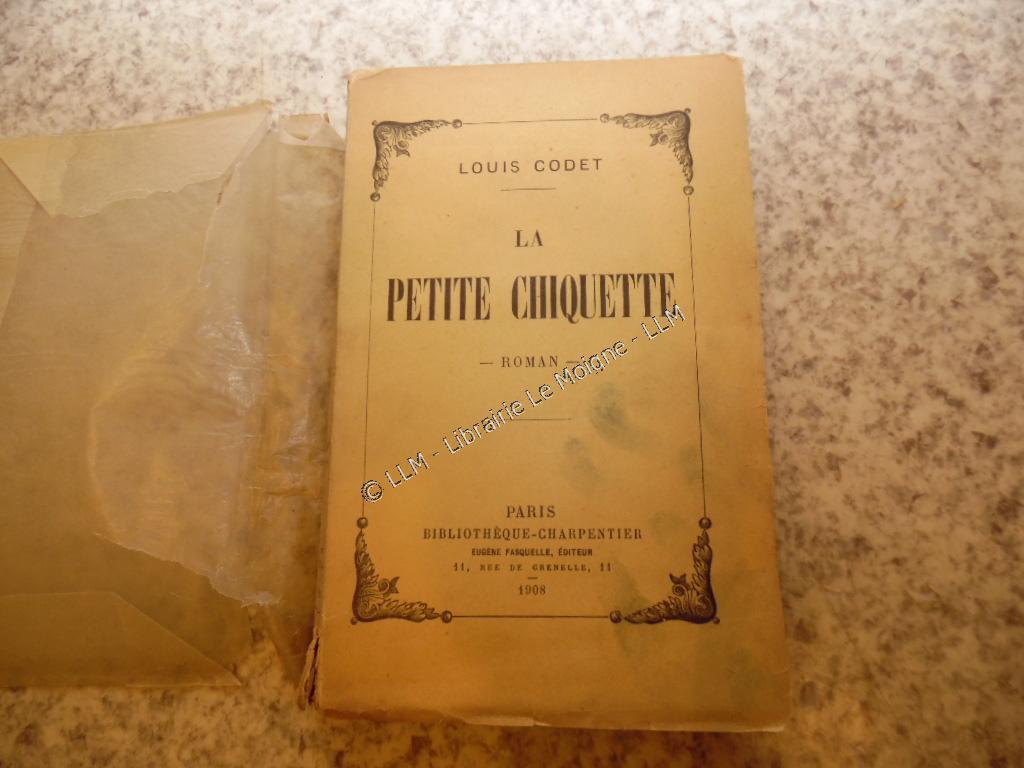 LOUIS CODET
LA
PETITE CHIQUETTE
— ROMAN —
© LLM - Librairie Le Moigne - LLM
PARIS
BIBLIOTHÈQUE-CHARPENTIER
EUGÈNE FASQUELLE, ÉDITEUR
11, RUE DE GRENELLE, 11
1908